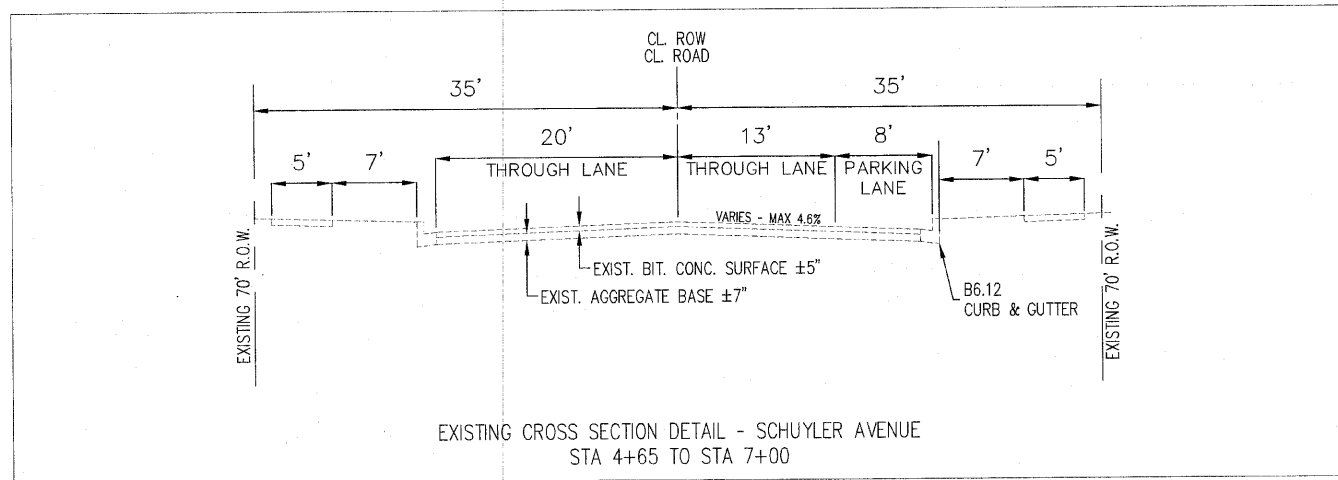 CL. ROW
CL. ROAD
35'
35'
5'
7'
20'
13'
8'
7'
5'
THROUGH LANE
THROUGH LANE
PARKING
LANE
VARIES - MAX 4.6%
EXIST. BIT. CONC. SURFACE ±5"
EXIST. AGGREGATE BASE ±7"
B6.12
CURB & GUTTER
EXISTING 70' R.O.W.
EXISTING 70' R.O.W.
EXISTING CROSS SECTION DETAIL - SCHUYLER AVENUE
STA 4+65 TO STA 7+00